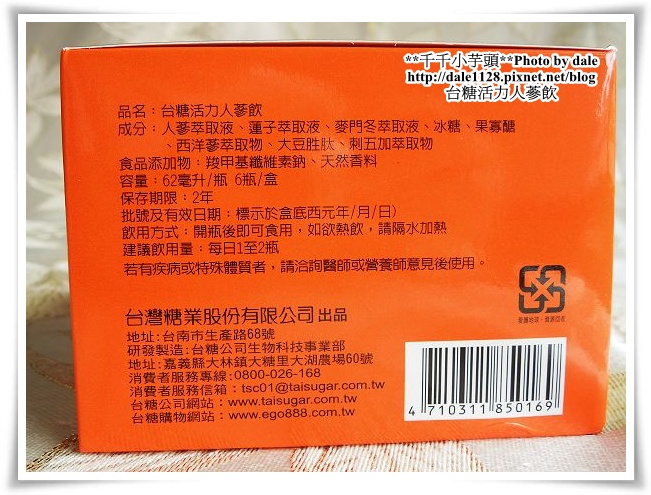 **千千小芋頭**Photo by dale
http://dale1128.pixnet.net/blog
台糖活力人蔘飲
品名：台糖活力人蔘飲
成分：人蔘萃取液、蓮子萃取液、麥門冬萃取液、冰糖、果寡醣
、西洋蔘萃取物、大豆胜肽、刺五加萃取物
食品添加物：羧甲基纖維素鈉、天然香料
容量：62毫升/瓶 6瓶/盒
保存期限：2年
批號及有效日期：標示於盒底西元年/月/日)
飲用方式：開瓶後即可食用，如欲熱飲，請隔水加熱
建議飲用量：每日1至2瓶
若有疾病或特殊體質者，請洽詢醫師或營養師意見後使用。
台灣糖業股份有限公司 出品
地址：台南市生產路68號
研發製造：台糖公司生物科技事業部
地址：嘉義縣大林鎮大糖里大湖農場60號
消費者服務專線：0800-026-168
消費者服務信箱：tsc01@taisugar.com.tw
台糖公司網站：www.taisugar.com.tw
台糖購物網站：www.ego888.com.tw
愛護地球．資源回收
4 710311 850169